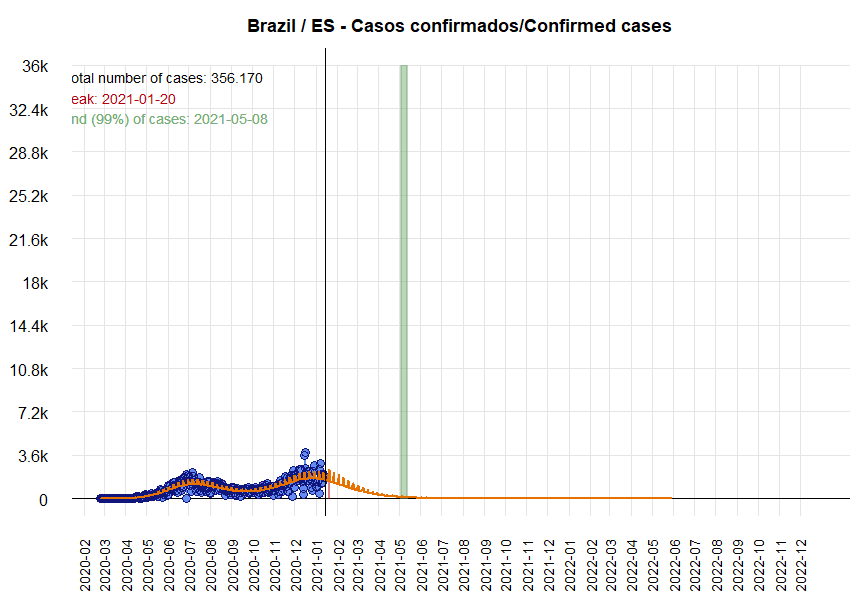 Brazil / ES - Casos confirmados/Confirmed cases
otal number of cases: 356.170
eak: 2021-01-20
nd (99%) of cases: 2021-05-08
36k
32.4k
28.8k
25.2k
21.6k
18k
14.4k
10.8k
7.2k
3.6k
0
2020-02
2020-03
2020-04
2020-05
2020-06
2020-07
2020-08
2020-09
2020-10
2020-11
2020-12
2021-01
2021-02
2021-03
2021-04
2021-05
2021-06
2021-07
2021-08
2021-09
2021-10
2021-11
2021-12
2022-01
2022-02
2022-03
2022-04
2022-05
2022-06
2022-07
2022-08
2022-09
2022-10
2022-11
2022-12